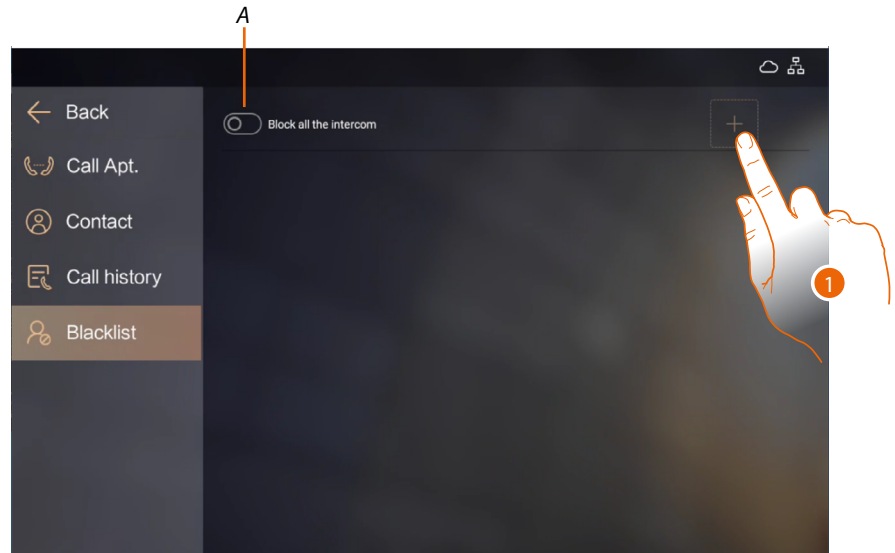 A
Back
Block all the intercom
Call Apt.
Contact
Call history
1
Blacklist